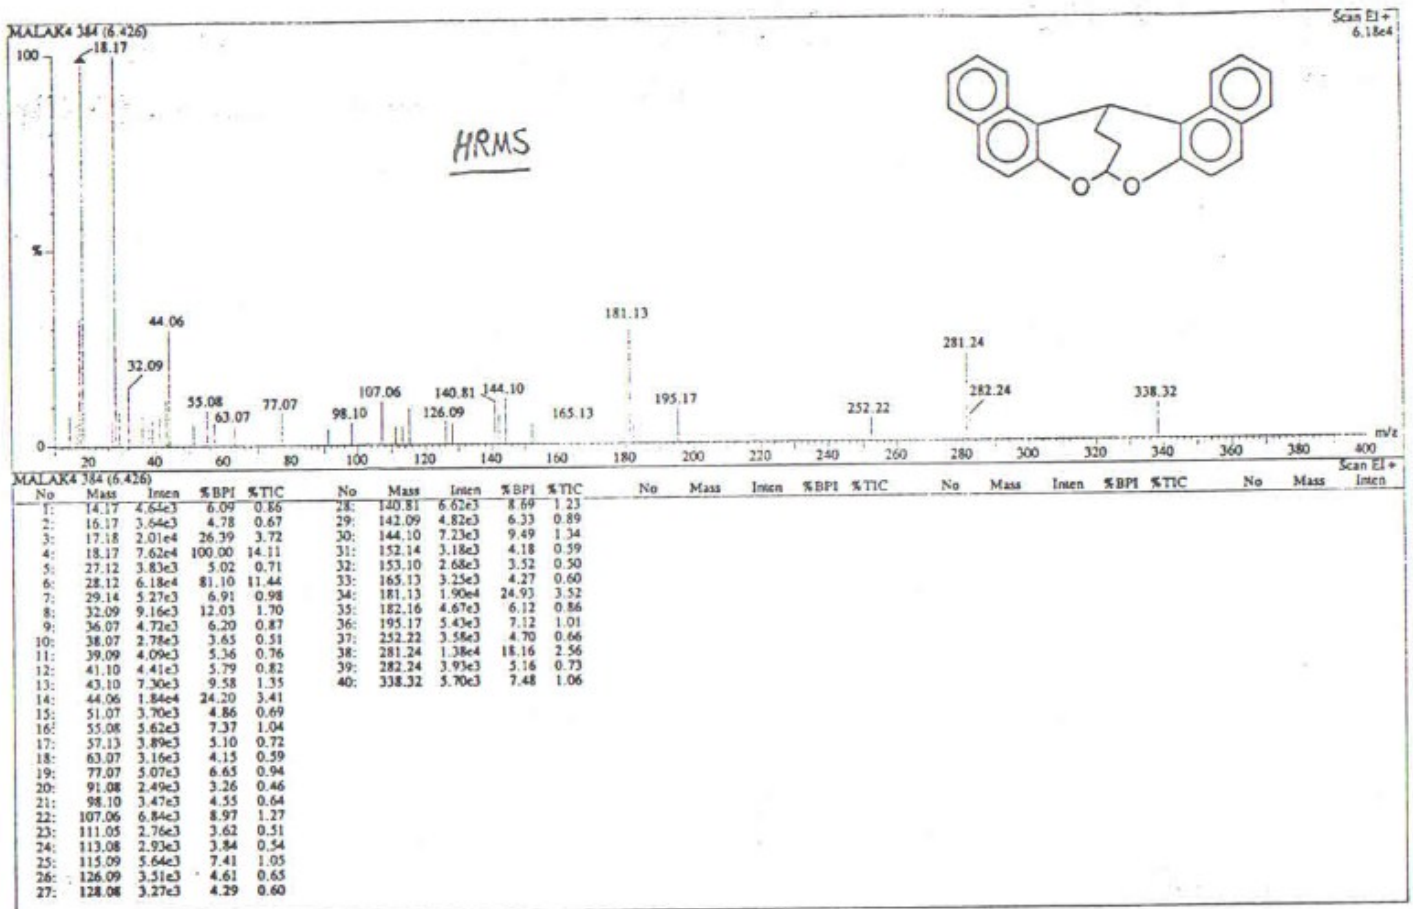 MALAK4 384 (6.426)
Scan EI +
6.18e4
100
18.17
HRMS
O O
%
44.06
32.09
55.08
63.07
77.07
98.10
107.06
126.09
140.81
144.10
165.13
181.13
195.17
252.22
281.24
282.24
338.32
0
m/z
20 40 60 80 100 120 140 160 180 200 220 240 260 280 300 320 340 360 380 400
MALAK4 384 (6.426)
Scan EI +
No Mass Inten %BPI %TIC No Mass Inten %BPI %TIC No Mass Inten %BPI %TIC No Mass Inten %BPI %TIC No Mass Inten
1: 14.17 4.64e3 6.09 0.86 28: 140.81 6.62e3 8.69 1.23
2: 16.17 3.64e3 4.78 0.67 29: 142.09 4.82e3 6.33 0.89
3: 17.18 2.01e4 26.39 3.72 30: 144.10 7.23e3 9.49 1.34
4: 18.17 7.62e4 100.00 14.11 31: 152.14 3.18e3 4.18 0.59
5: 27.12 3.83e3 5.02 0.71 32: 153.10 2.68e3 3.52 0.50
6: 28.12 6.18e4 81.10 11.44 33: 165.13 3.25e3 4.27 0.60
7: 29.14 5.27e3 6.91 0.98 34: 181.13 1.90e4 24.93 3.52
8: 32.09 9.16e3 12.03 1.70 35: 182.16 4.67e3 6.12 0.86
9: 36.07 4.72e3 6.20 0.87 36: 195.17 5.43e3 7.12 1.01
10: 38.07 2.78e3 3.65 0.51 37: 252.22 3.58e3 4.70 0.66
11: 39.09 4.09e3 5.36 0.76 38: 281.24 1.38e4 18.16 2.56
12: 41.10 4.41e3 5.79 0.82 39: 282.24 3.93e3 5.16 0.73
13: 43.10 7.30e3 9.58 1.35 40: 338.32 5.70e3 7.48 1.06
14: 44.06 1.84e4 24.20 3.41
15: 51.07 3.70e3 4.86 0.69
16: 55.08 5.62e3 7.37 1.04
17: 57.13 3.89e3 5.10 0.72
18: 63.07 3.16e3 4.15 0.59
19: 77.07 5.07e3 6.65 0.94
20: 91.08 2.49e3 3.26 0.46
21: 98.10 3.47e3 4.55 0.64
22: 107.06 6.84e3 8.97 1.27
23: 111.05 2.76e3 3.62 0.51
24: 113.08 2.93e3 3.84 0.54
25: 115.09 5.64e3 7.41 1.05
26: 126.09 3.51e3 4.61 0.65
27: 128.08 3.27e3 4.29 0.60